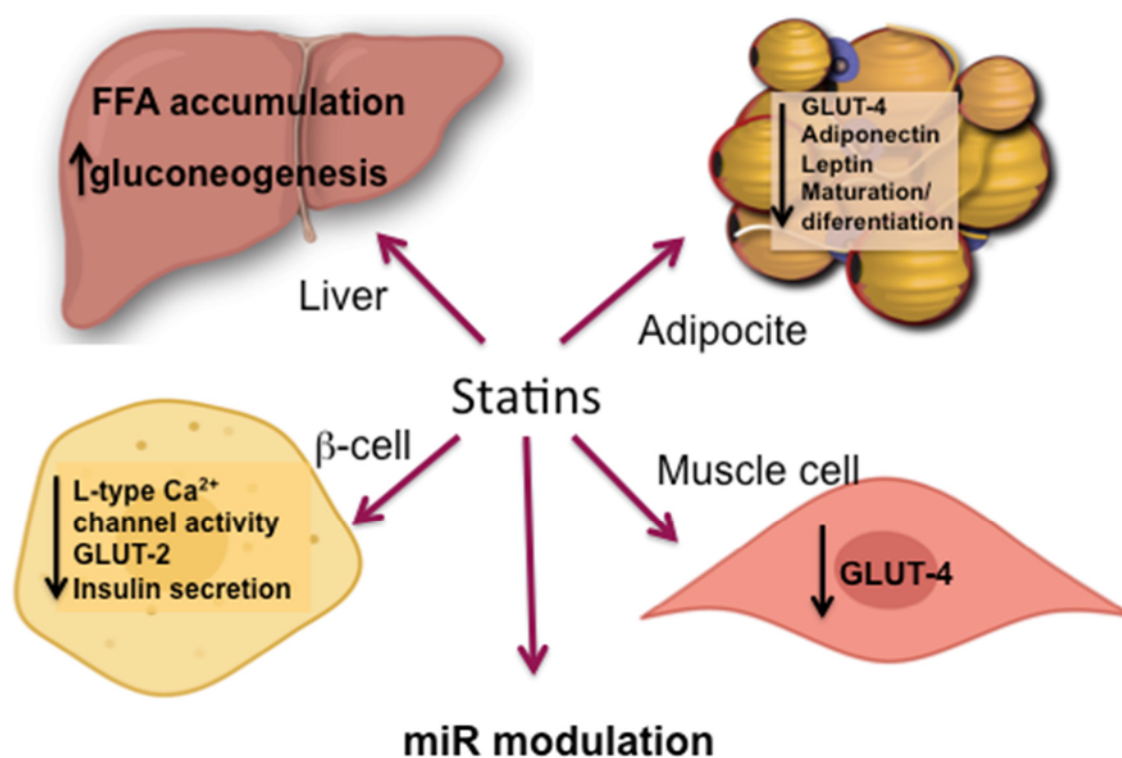 FFA accumulation
gluconeogenesis
Liver
GLUT-4
Adiponectin
Leptin
Maturation/
diferentiation
Adipocite
Statins
β-cell
L-type Ca²⁺
channel activity
GLUT-2
Insulin secretion
Muscle cell
GLUT-4
miR modulation